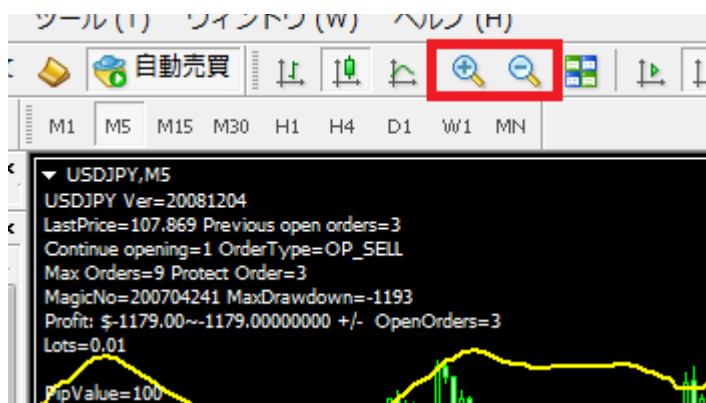 ツール (T) ウィンドウ (W) ヘルプ (H)
自動売買
M1 M5 M15 M30 H1 H4 D1 W1 MN
USDJPY,M5
USDJPY Ver=20081204
LastPrice=107.869 Previous open orders=3
Continue opening=1 OrderType=OP_SELL
Max Orders=9 Protect Order=3
MagicNo=200704241 MaxDrawdown=-1193
Profit: $-1179.00~-1179.00000000 +/- OpenOrders=3
Lots=0.01
PipValue=100